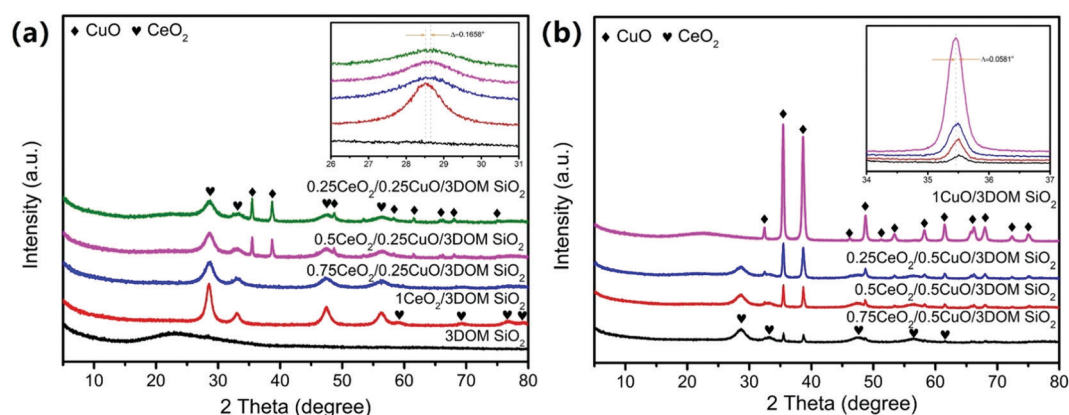 (a)
♦ CuO ♥ CeO₂
Δ=0.1658°
26 27 28 29 30 31
0.25CeO₂/0.25CuO/3DOM SiO₂
0.5CeO₂/0.25CuO/3DOM SiO₂
0.75CeO₂/0.25CuO/3DOM SiO₂
1CeO₂/3DOM SiO₂
3DOM SiO₂
Intensity (a.u.)
10 20 30 40 50 60 70 80
2 Theta (degree)
(b)
♦ CuO ♥ CeO₂
Δ=0.0581°
34 35 36 37
1CuO/3DOM SiO₂
0.25CeO₂/0.5CuO/3DOM SiO₂
0.5CeO₂/0.5CuO/3DOM SiO₂
0.75CeO₂/0.5CuO/3DOM SiO₂
Intensity (a.u.)
10 20 30 40 50 60 70 80
2 Theta (degree)